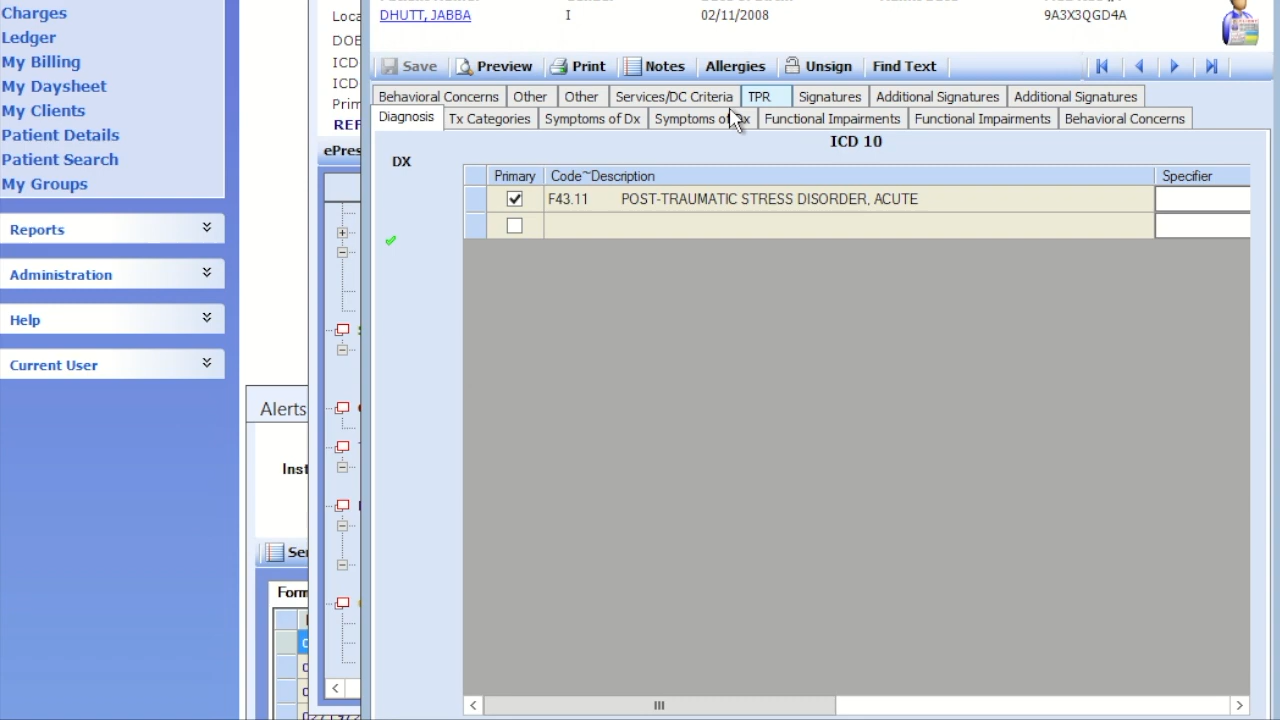 Charges
Ledger
My Billing
My Daysheet
My Clients
Patient Details
Patient Search
My Groups
Reports
Administration
Help
Current User
Alerts
Inst
Form
Loca
DOE
ICD
ICD
Prim
REF
ePres
DHUTT, JABBA I 02/11/2008 9A3X3QGD4A
Save Preview Print Notes Allergies Unsign Find Text
Behavioral Concerns Other Other Services/DC Criteria TPR Signatures Additional Signatures Additional Signatures
Diagnosis Tx Categories Symptoms of Dx Symptoms of Functional Impairments Functional Impairments Behavioral Concerns
ICD 10
DX
Primary Code~Description Specifier
F43.11 POST-TRAUMATIC STRESS DISORDER, ACUTE